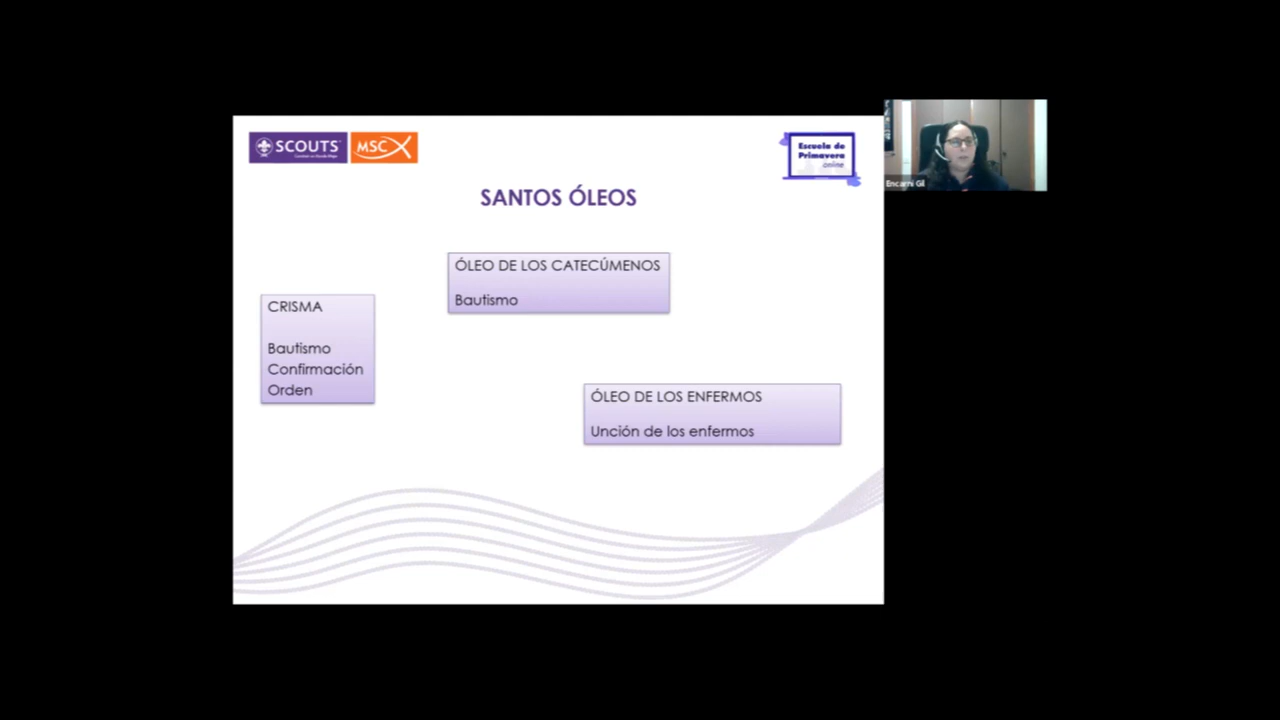 SCOUTS
MSC
Escuela de
Primavera
online
Encarni Gil
SANTOS ÓLEOS
ÓLEO DE LOS CATECÚMENOS
Bautismo
CRISMA
Bautismo
Confirmación
Orden
ÓLEO DE LOS ENFERMOS
Unción de los enfermos